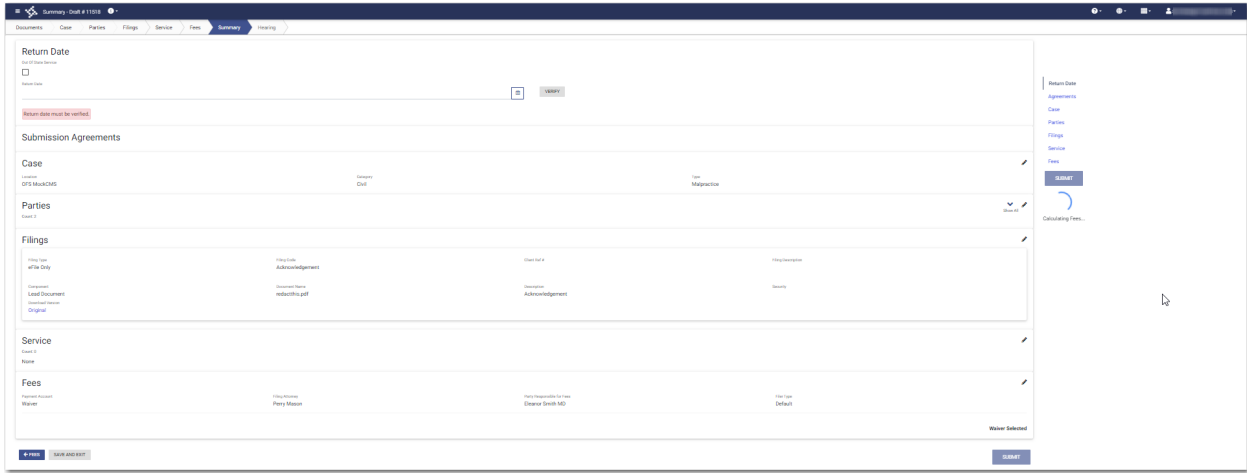 Summary - Draft # 11518
Documents Case Parties Filings Service Fees Summary Hearing
Return Date
Out Of State Service
Return Date
VERIFY
Return date must be verified.
Submission Agreements
Case
Location Category Type
OFS MockCMS Civil Malpractice
Parties
Count: 2
Show All
Filings
Filing Type Filing Code Client Ref # Filing Description
eFile Only Acknowledgement
Component Document Name Description Security
Lead Document redactthis.pdf Acknowledgement
Download Version
Original
Service
Count: 0
None
Fees
Payment Account Filing Attorney Party Responsible for Fees Filer Type
Waiver Perry Mason Eleanor Smith MD Default
Waiver Selected
FEES SAVE AND EXIT SUBMIT
Return Date
Agreements
Case
Parties
Filings
Service
Fees
SUBMIT
Calculating Fees...